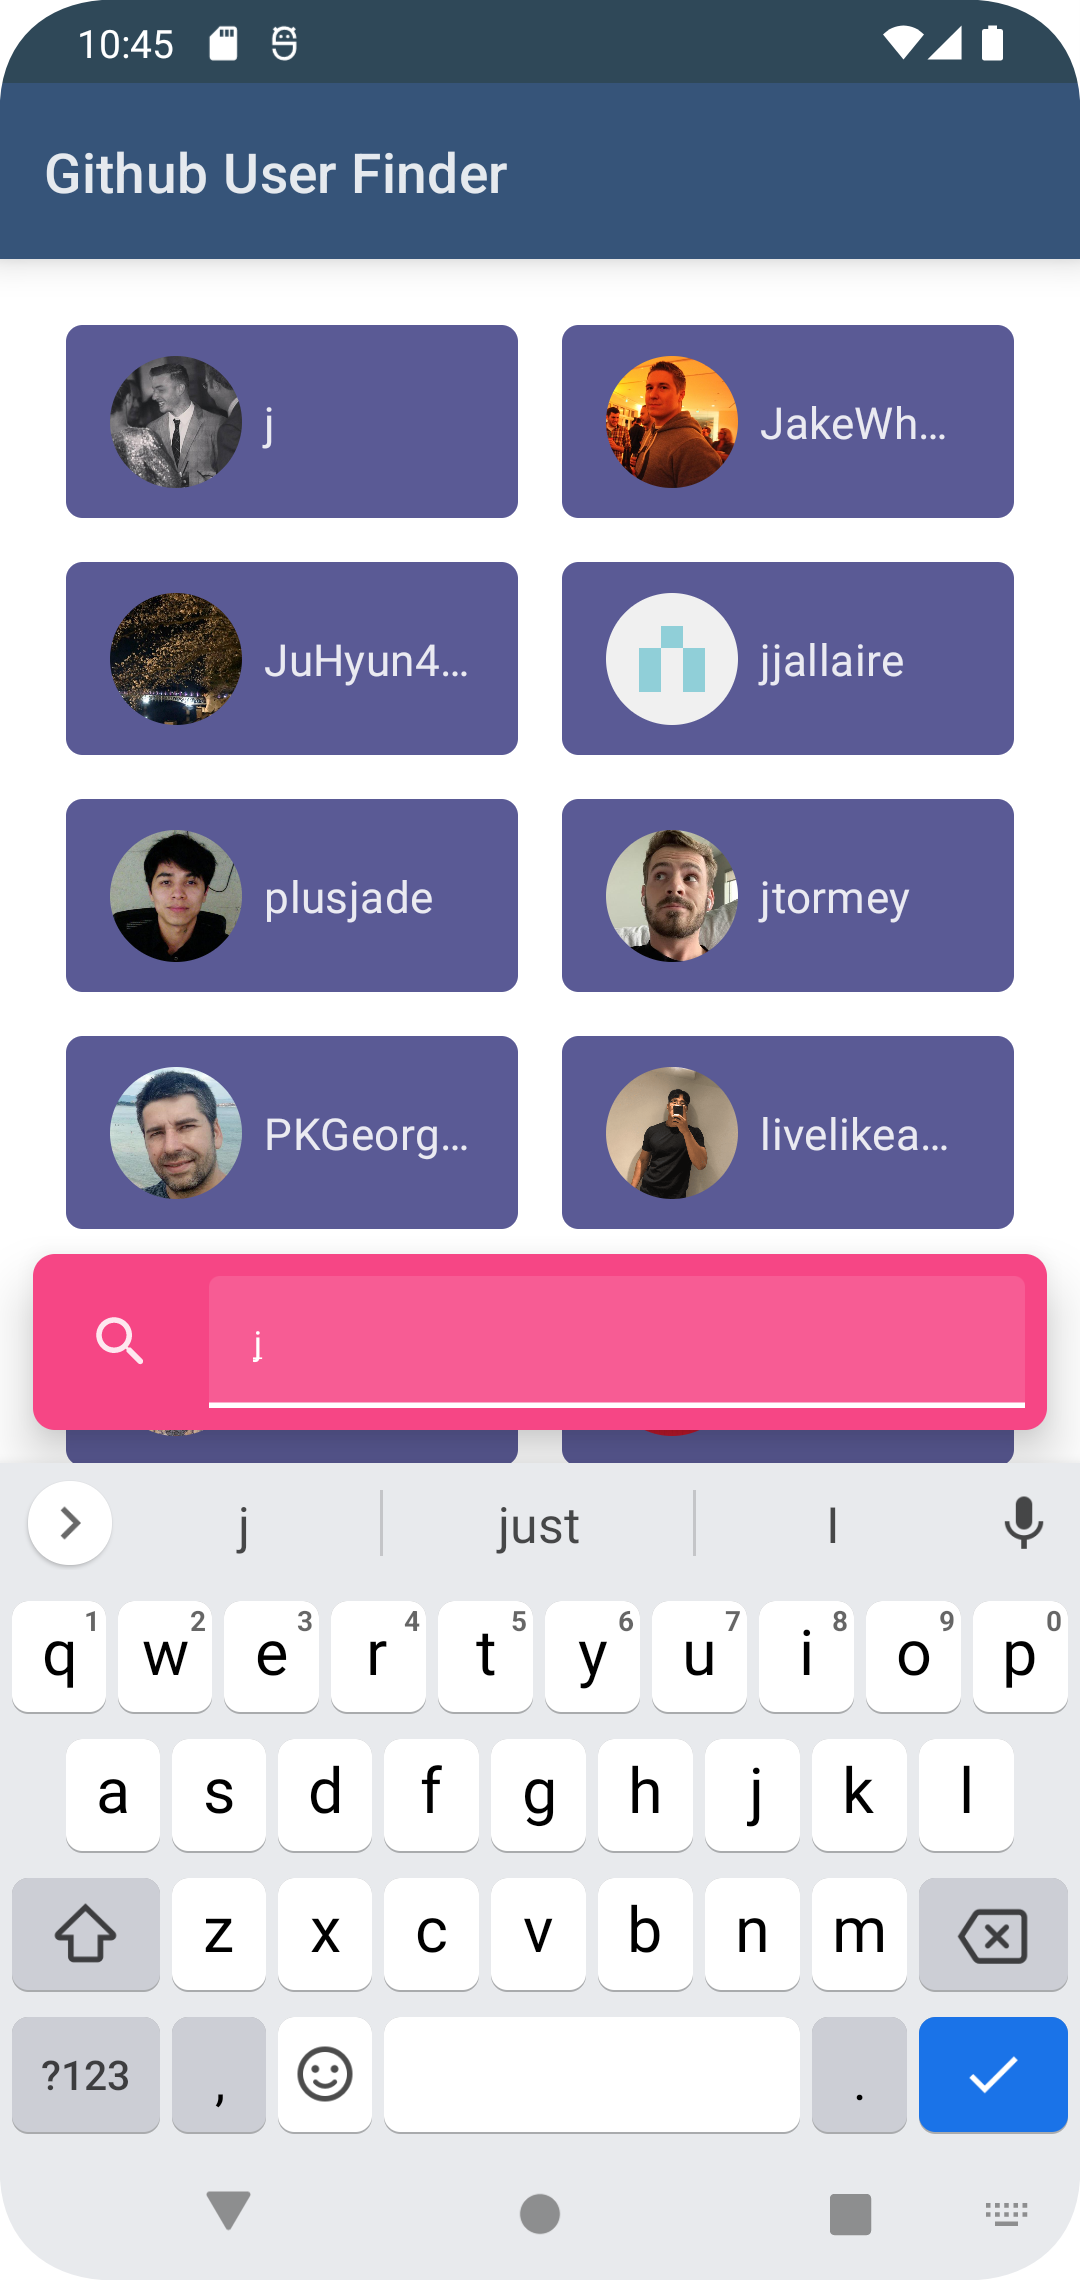 10:45
Github User Finder
j
JakeWh...
JuHyun4...
jjallaire
plusjade
jtormey
PKGeorg...
livelikea...
j
j
just
I
1 2 3 4 5 6 7 8 9 0
q w e r t y u i o p
a s d f g h j k l
z x c v b n m
?123 , .